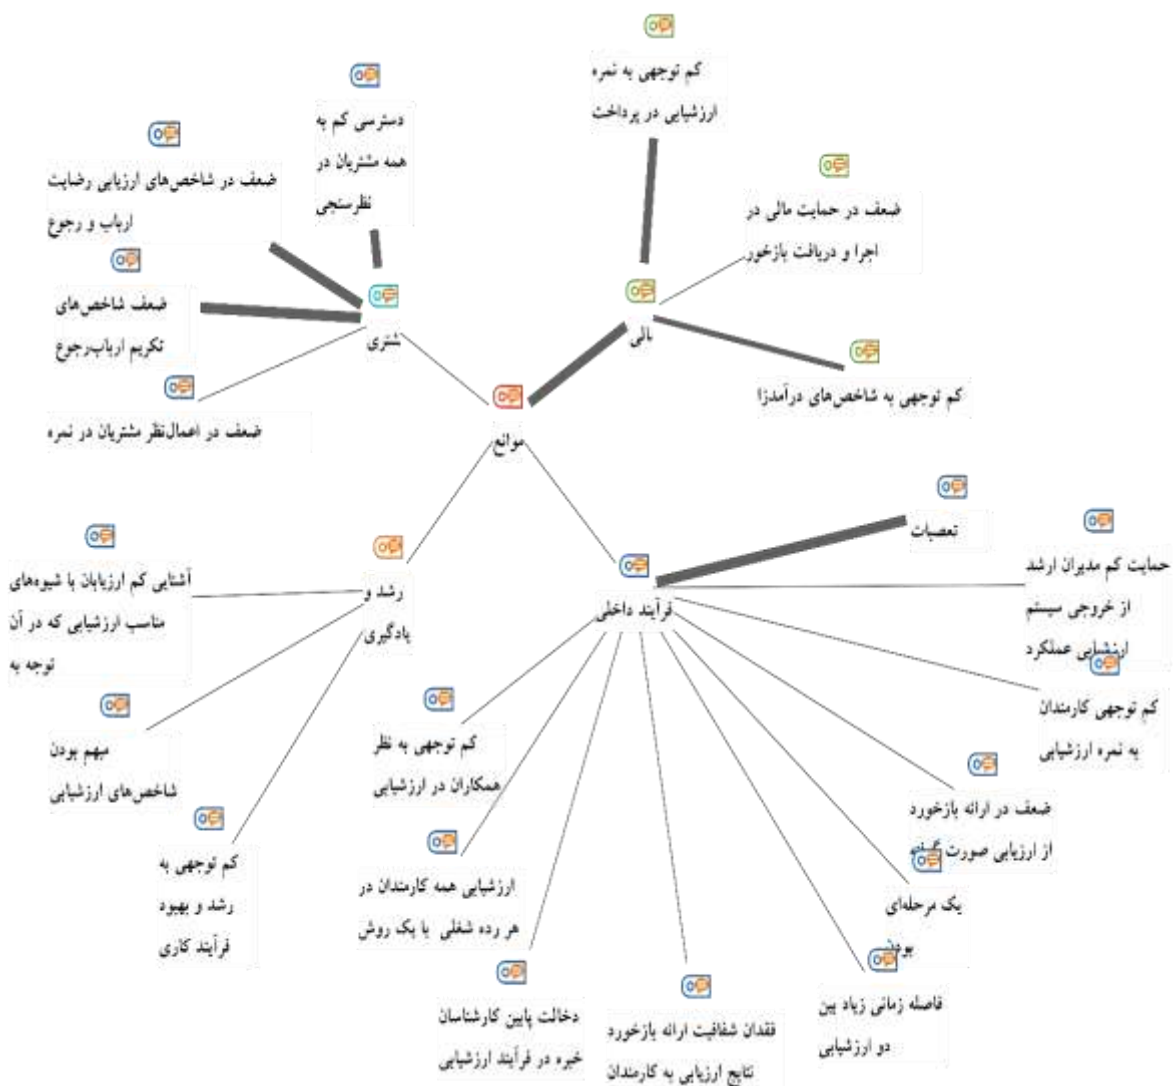 کم توجهی به نمره
ارزشیابی در پرداخت
دسترسی کم به
همه مشتریان در
نظرسنجی
ضعف در شاخص‌های ارزیابی رضایت
ارباب و رجوع
ضعف در حمایت مالی در
اجرا و دریافت بازخور
ضعف شاخص‌های
تکریم ارباب‌رجوع
شتری
مالی
کم توجهی به شاخص‌های درآمدزا
ضعف در اعمال‌نظر مشتریان در نمره
موانع
تعصبات
حمایت کم مدیران ارشد
از خروجی سیستم
ارزشیابی عملکرد
آشنایی کم ارزیابان با شیوه‌های
مناسب ارزشیابی که در آن
توجه به
رشد و
یادگیری
فرآیند داخلی
کم توجهی کارمندان
به نمره ارزشیابی
مبهم بودن
شاخص‌های ارزشیابی
کم توجهی به نظر
همکاران در ارزشیابی
ضعف در ارائه بازخورد
از ارزیابی صورت
کم توجهی به
رشد و بهبود
فرآیند کاری
ارزشیابی همه کارمندان در
هر رده شغلی با یک روش
یک مرحله‌ای
بودن
دخالت پایین کارشناسان
خبره در فرآیند ارزشیابی
فقدان شفافیت ارائه بازخورد
نتایج ارزیابی به کارمندان
فاصله زمانی زیاد بین
دو ارزشیابی